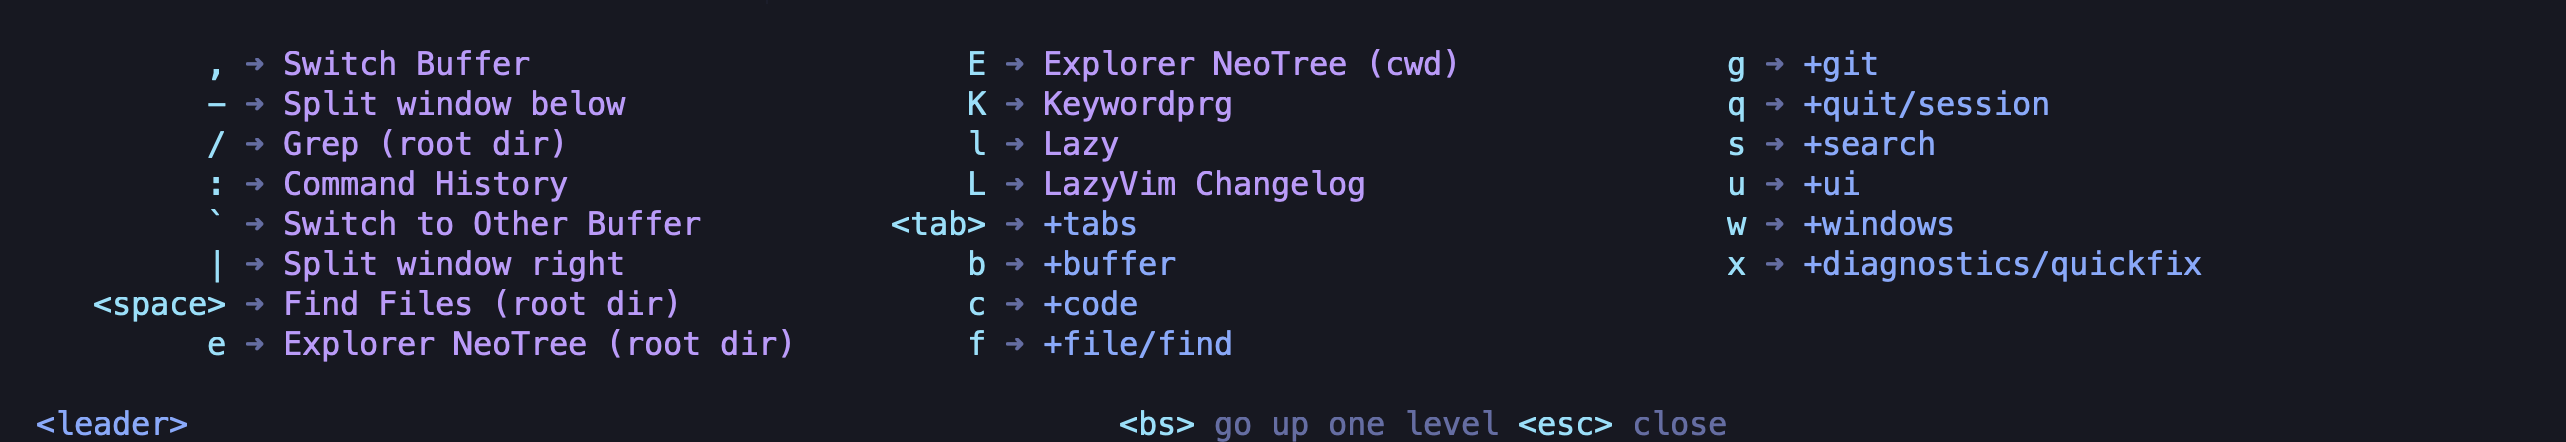 , ➜ Switch Buffer
- ➜ Split window below
/ ➜ Grep (root dir)
: ➜ Command History
` ➜ Switch to Other Buffer
| ➜ Split window right
<space> ➜ Find Files (root dir)
e ➜ Explorer NeoTree (root dir)
E ➜ Explorer NeoTree (cwd)
K ➜ Keywordprg
l ➜ Lazy
L ➜ LazyVim Changelog
<tab> ➜ +tabs
b ➜ +buffer
c ➜ +code
f ➜ +file/find
g ➜ +git
q ➜ +quit/session
s ➜ +search
u ➜ +ui
w ➜ +windows
x ➜ +diagnostics/quickfix
<leader>
<bs> go up one level <esc> close